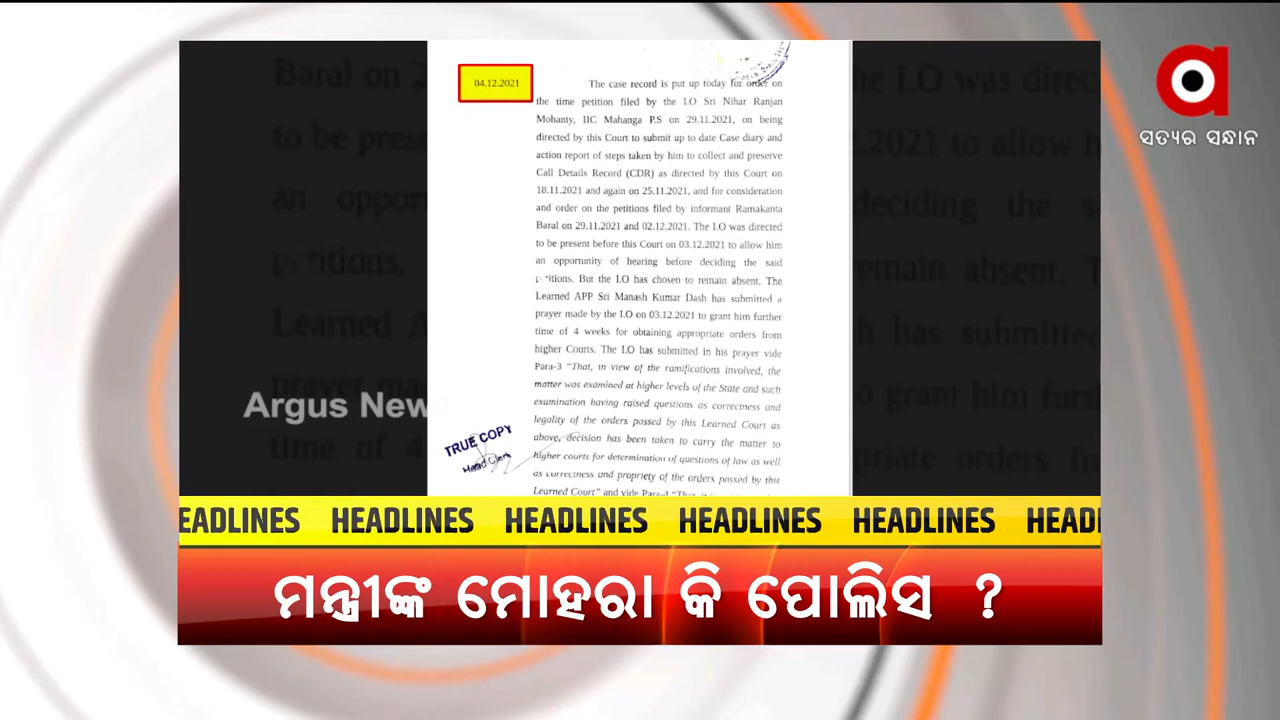 04.12.2021
The case record is put up today for order on
the time petition filed by the I.O Sri Nihar Ranjan
Mohanty, IIC Mahanga P.S on 29.11.2021, on being
directed by this Court to submit up to date Case diary and
action report of steps taken by him to collect and preserve
Call Details Record (CDR) as directed by this Court on
18.11.2021 and again on 25.11.2021, and for consideration
and order on the petitions filed by informant Ramakanta
Baral on 29.11.2021 and 02.12.2021. The I.O was directed
to be present before this Court on 03.12.2021 to allow him
an opportunity of hearing before deciding the said
petitions. But the I.O has chosen to remain absent. The
Learned APP Sri Manash Kumar Dash has submitted a
prayer made by the I.O on 03.12.2021 to grant him further
time of 4 weeks for obtaining appropriate orders from
higher Courts. The I.O has submitted in his prayer vide
Para-3 “That, in view of the ramifications involved, the
matter was examined at higher levels of the State and such
examination having raised questions as correctness and
legality of the orders passed by this Learned Court as
above, decision has been taken to carry the matter to
higher courts for determination of questions of law as well
as correctness and propriety of the orders passed by this
Learned Court” and vide Para-4 “That,
TRUE COPY
Head Clerk
Argus New
ସତ୍ୟର ସନ୍ଧାନ
EADLINES HEADLINES HEADLINES HEADLINES HEADLINES HEADL
ମନ୍ତ୍ରୀଙ୍କ ମୋହରା କି ପୋଲିସ ?